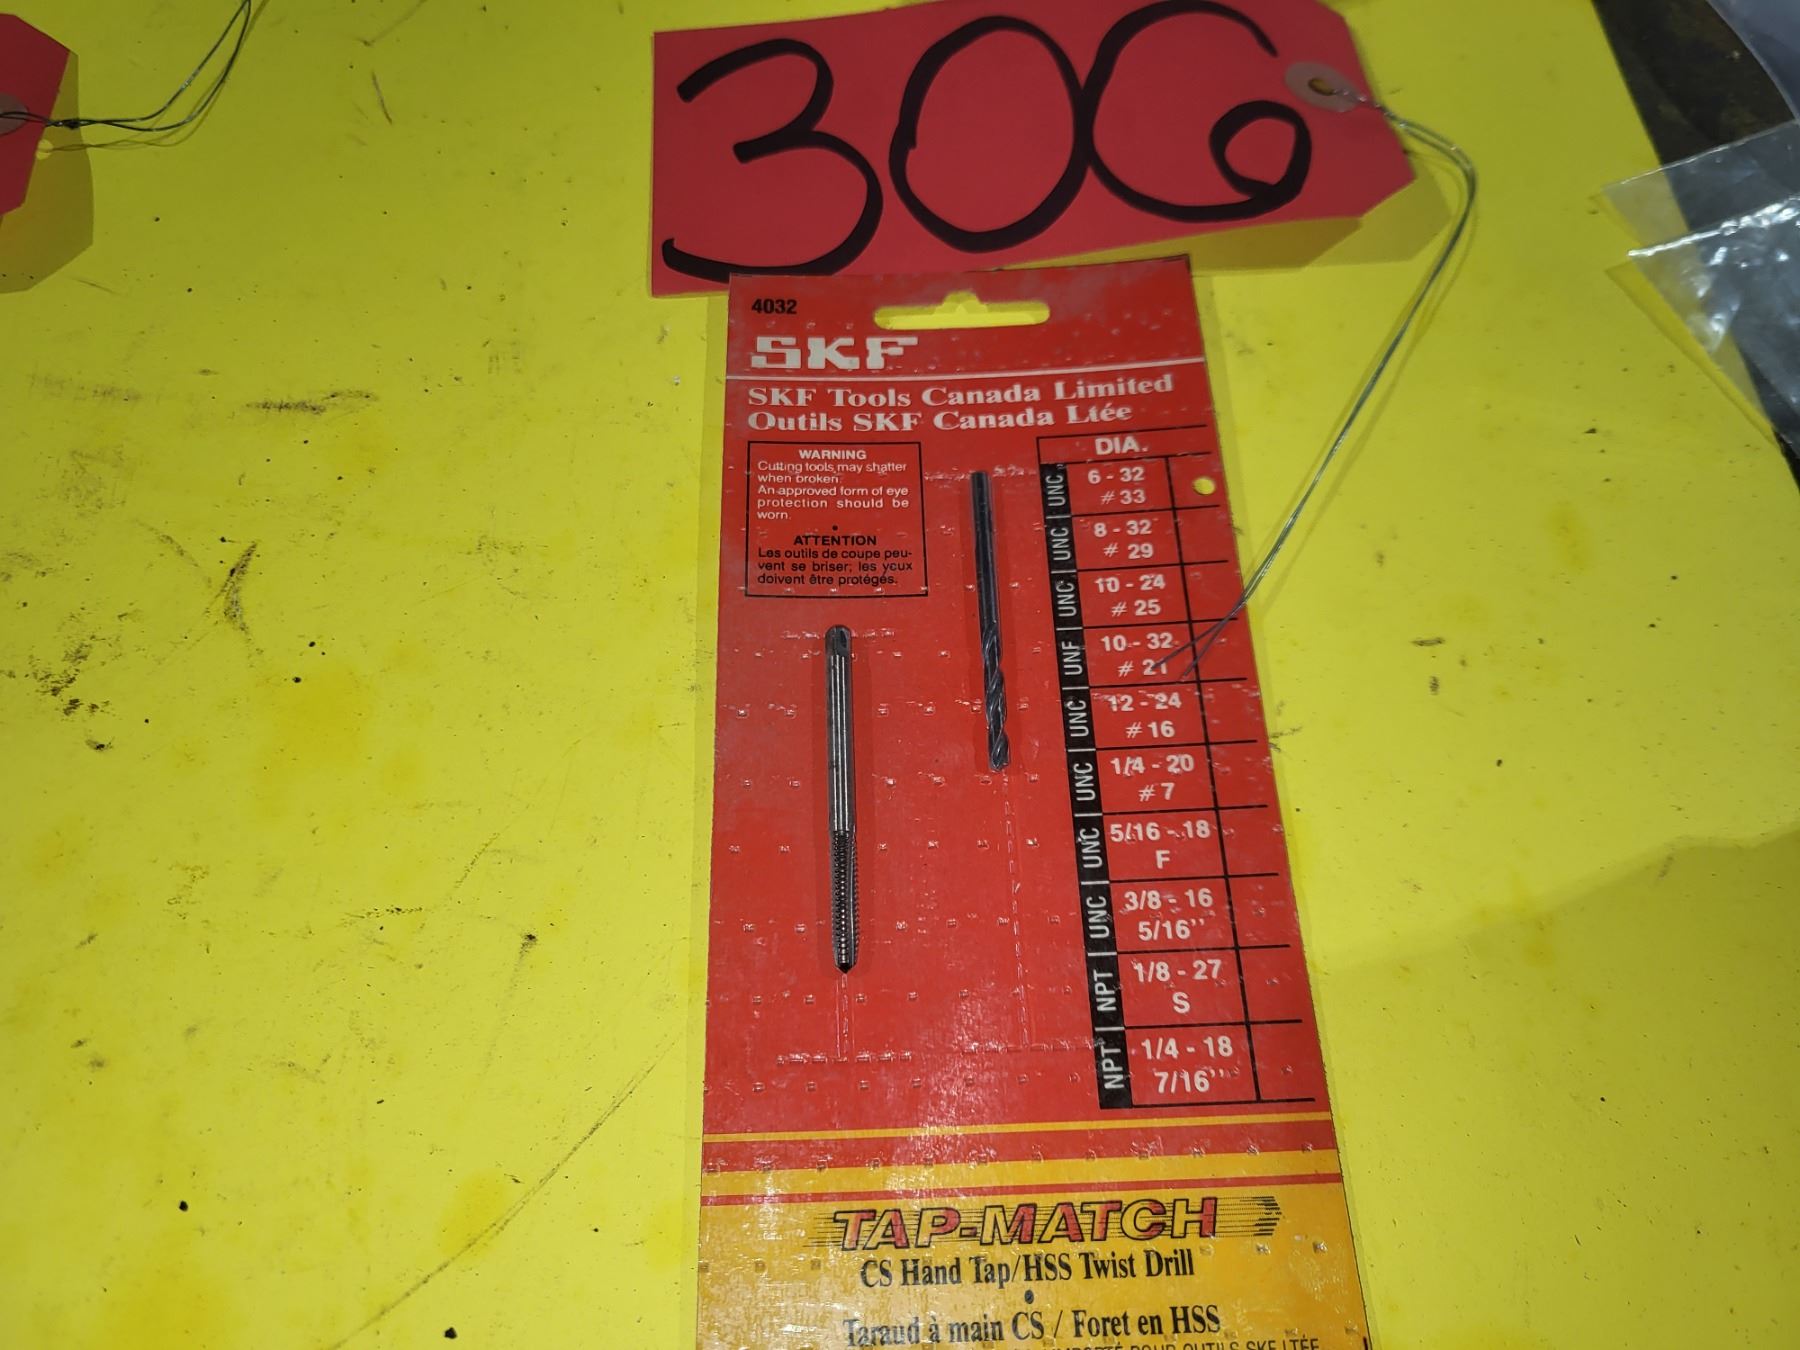 306
4032
SKF
SKF Tools Canada Limited
Outils SKF Canada Ltée
WARNING
Cutting tools may shatter
when broken.
An approved form of eye
protection should be
worn.
ATTENTION
Les outils de coupe peu-
vent se briser; les yeux
doivent être protégés.
DIA.
UNC 6 - 32
# 33
UNC 8 - 32
# 29
UNC 10 - 24
# 25
UNF 10 - 32
# 21
UNC 12 - 24
# 16
UNC 1/4 - 20
# 7
UNC 5/16 - 18
F
UNC 3/8 - 16
5/16''
NPT 1/8 - 27
S
NPT 1/4 - 18
7/16''
TAP-MATCH
CS Hand Tap/HSS Twist Drill
Taraud à main CS / Foret en HSS
IMPORTÉ POUR OUTILS SKF LTÉE